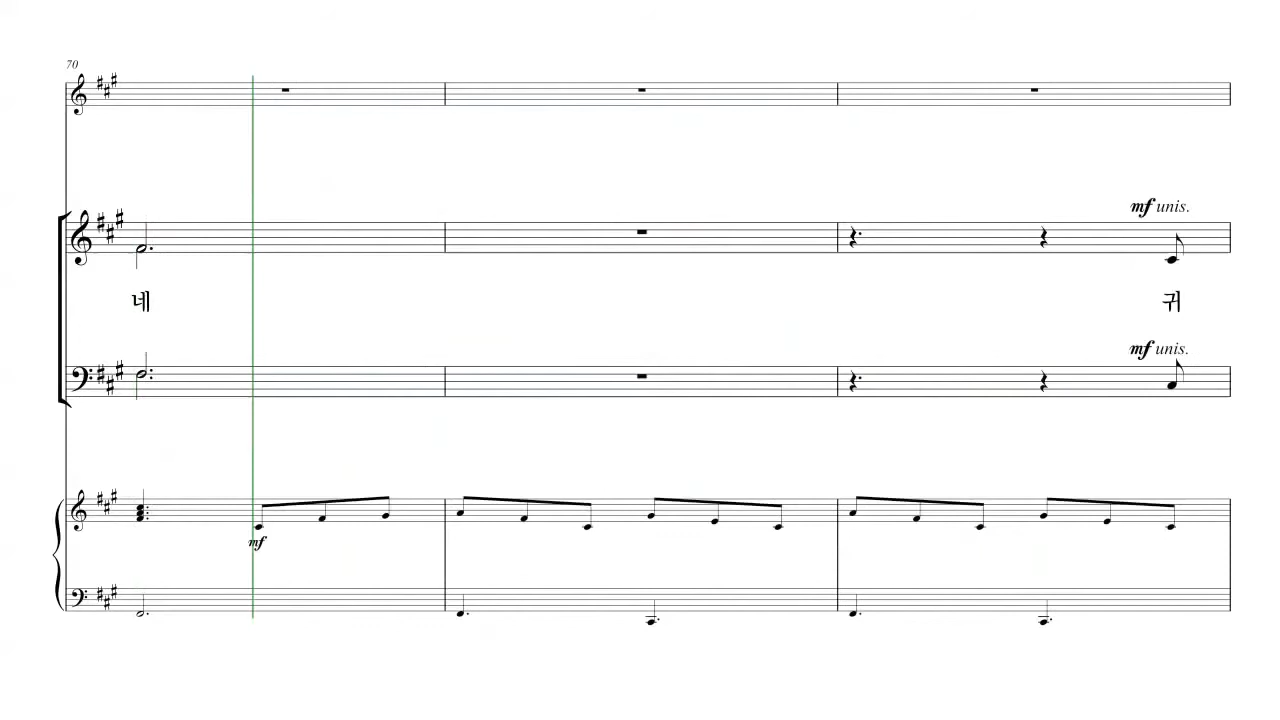 70
mf unis.
네 귀
mf unis.
mf